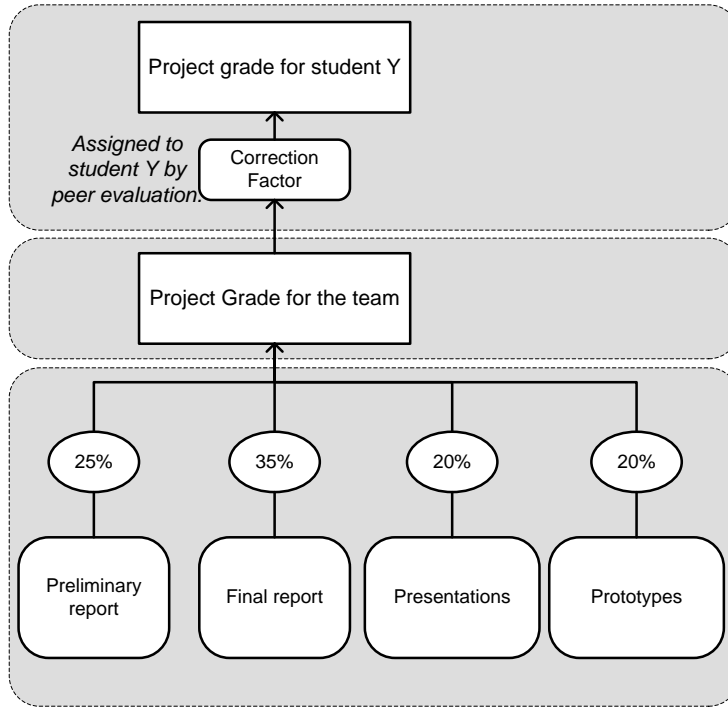 Project grade for student Y
Assigned to
student Y by
peer evaluation.
Correction
Factor
Project Grade for the team
25%
35%
20%
20%
Preliminary
report
Final report
Presentations
Prototypes